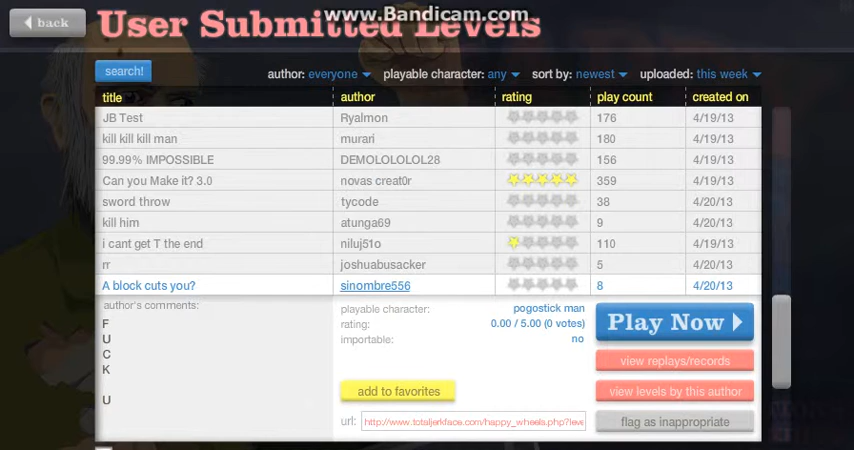 www.Bandicam.com
back
User Submitted Levels
search!
author: everyone playable character: any sort by: newest uploaded: this week
title author rating play count created on
JB Test Ryalmon 176 4/19/13
kill kill kill man murari 180 4/19/13
99.99% IMPOSSIBLE DEMOLOLOLOL28 156 4/19/13
Can you Make it? 3.0 novas creat0r 359 4/19/13
sword throw tycode 38 4/20/13
kill him atunga69 9 4/20/13
i cant get T the end niluj51o 110 4/19/13
rr joshuabusacker 5 4/20/13
A block cuts you? sinombre556 8 4/20/13
author's comments:
F
U
C
K
U
playable character: pogostick man
rating: 0.00 / 5.00 (0 votes)
importable: no
add to favorites
url: http://www.totaljerkface.com/happy_wheels.php?leve
Play Now
view replays/records
view levels by this author
flag as inappropriate